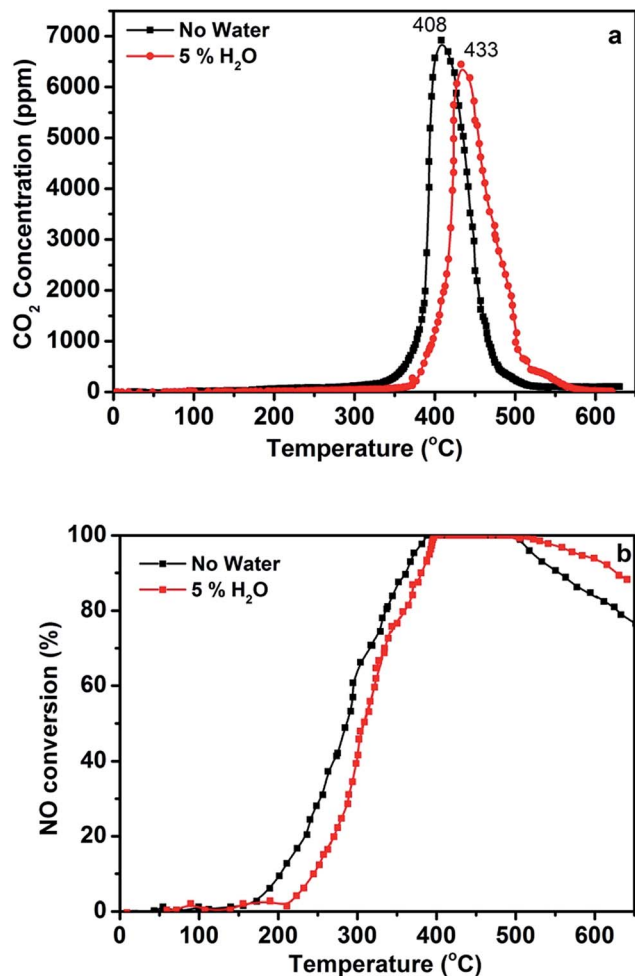 408
433
a
No Water
5 % H₂O
7000
6000
5000
4000
3000
2000
1000
0
CO₂ Concentration (ppm)
0 100 200 300 400 500 600
Temperature (°C)
b
No Water
5 % H₂O
100
80
60
40
20
0
NO conversion (%)
0 100 200 300 400 500 600
Temperature (°C)